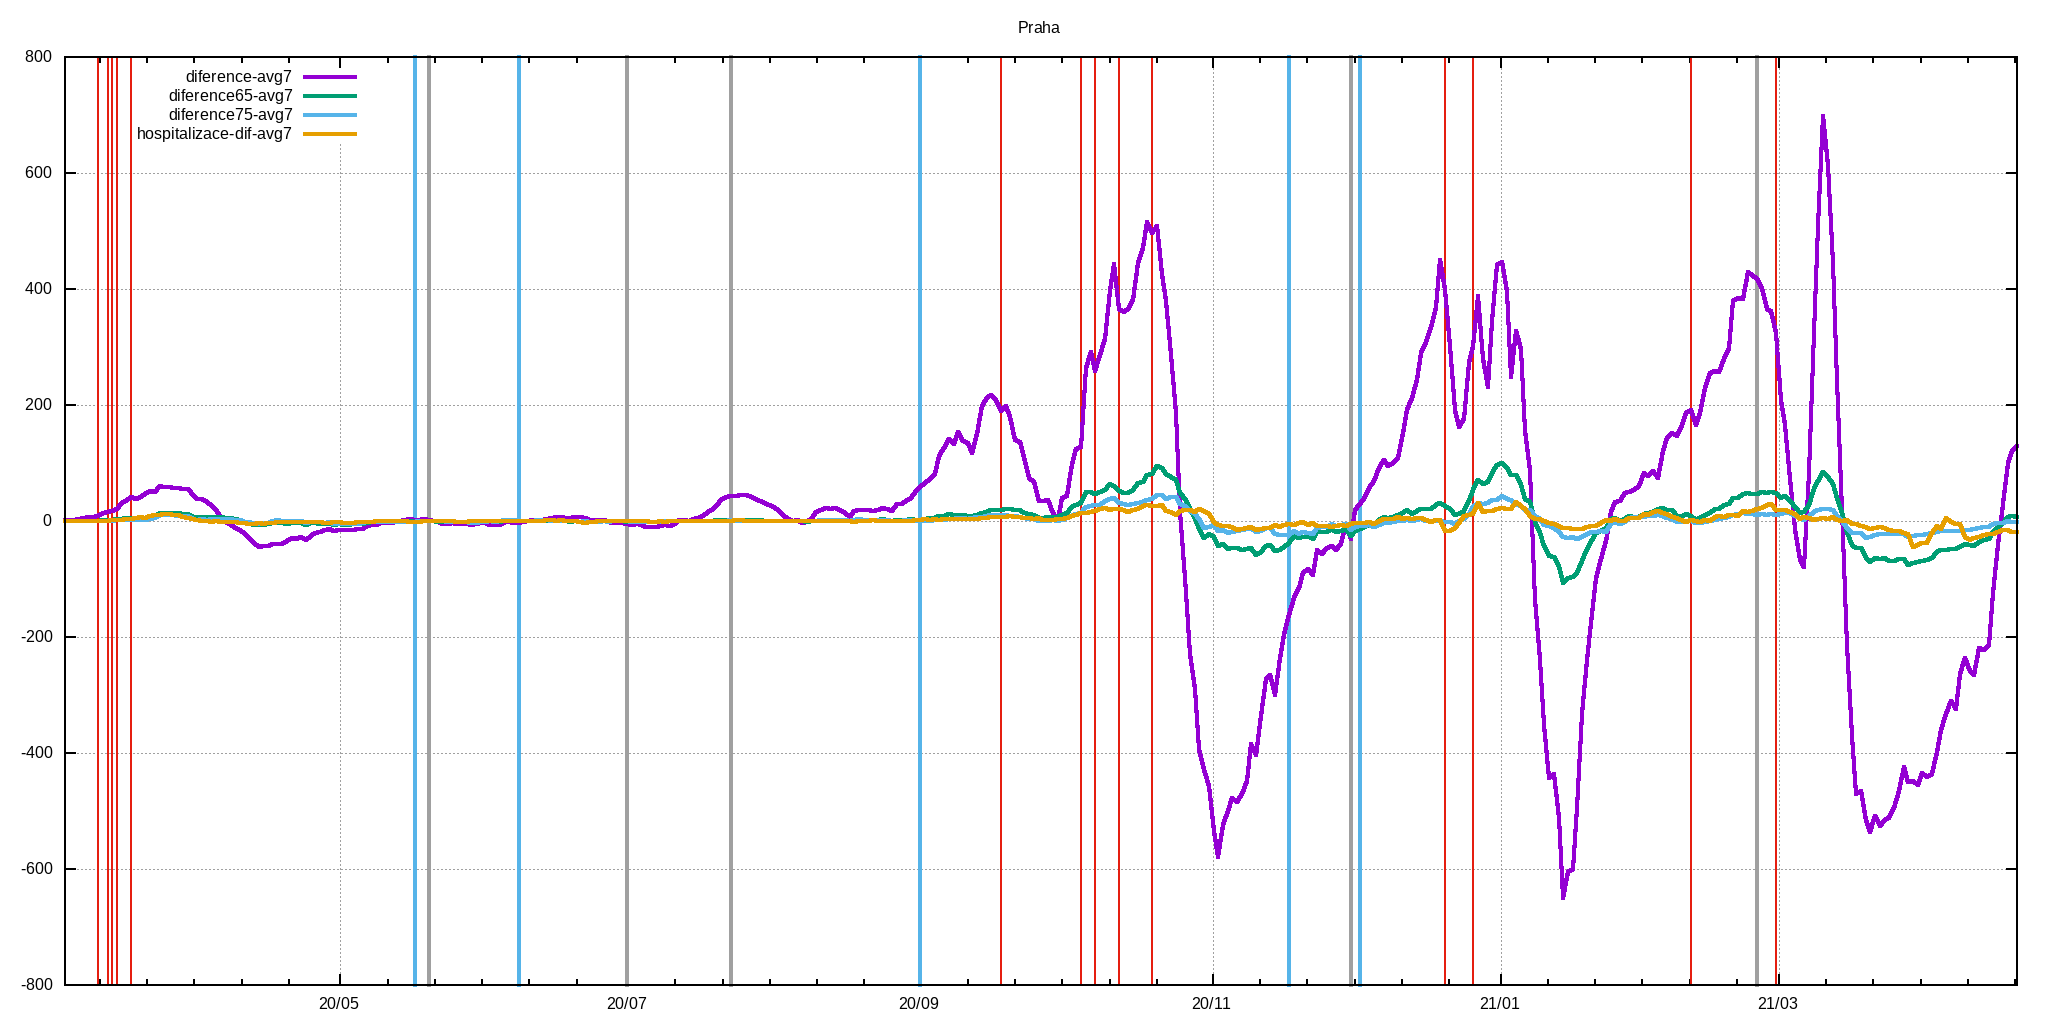 Praha
800
diference-avg7
diference65-avg7
diference75-avg7
hospitalizace-dif-avg7
600
400
200
0
-200
-400
-600
-800
20/05 20/07 20/09 20/11 21/01 21/03